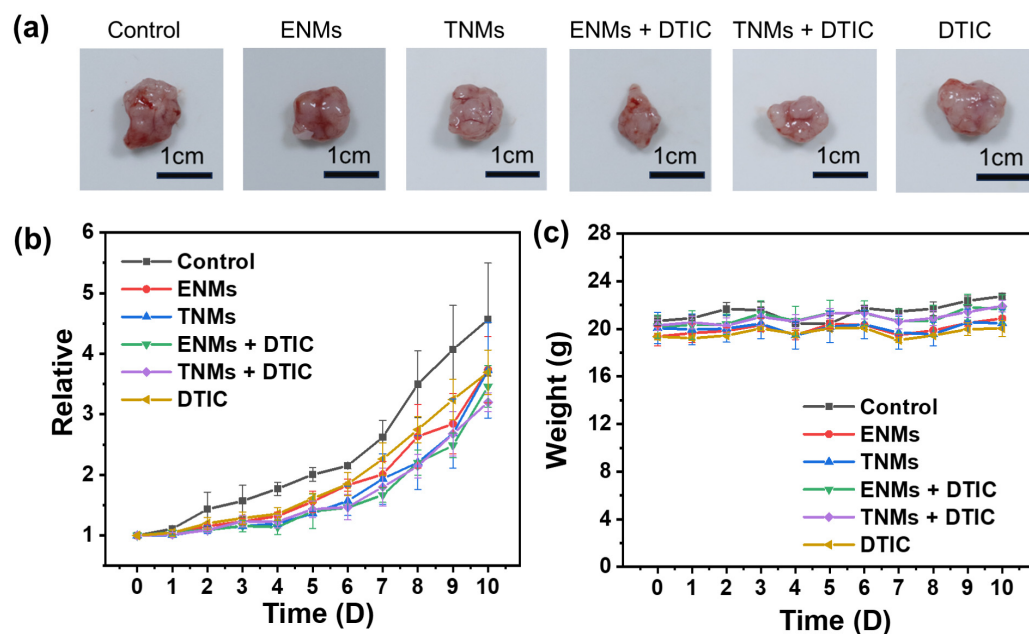 (a)
Control ENMs TNMs ENMs + DTIC TNMs + DTIC DTIC
1cm 1cm 1cm 1cm 1cm 1cm
(b)
6
5
4
3
2
1
Relative
Control
ENMs
TNMs
ENMs + DTIC
TNMs + DTIC
DTIC
0 1 2 3 4 5 6 7 8 9 10
Time (D)
(c)
28
24
20
16
12
8
4
0
Weight (g)
Control
ENMs
TNMs
ENMs + DTIC
TNMs + DTIC
DTIC
0 1 2 3 4 5 6 7 8 9 10
Time (D)